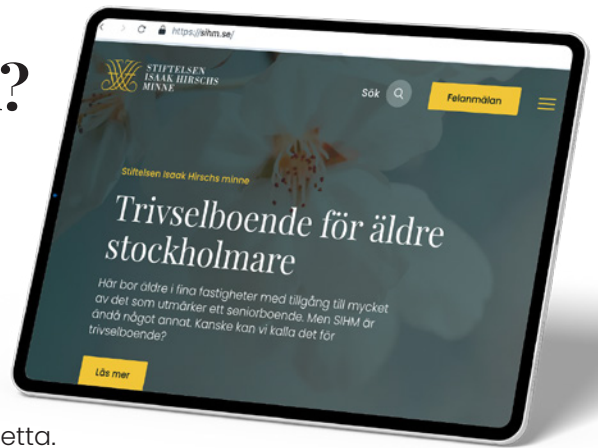 ?
https://sihm.se/
STIFTELSEN
ISAAK HIRSCHS
MINNE
Sök
Felanmälan
Stiftelsen Isaak Hirschs minne
Trivselboende för äldre
stockholmare
Här bor äldre i fina fastigheter med tillgång till mycket
av det som utmärker ett seniorboende. Men SIHM är
ändå något annat. Kanske kan vi kalla det för
trivselboende?
Läs mer
etta.